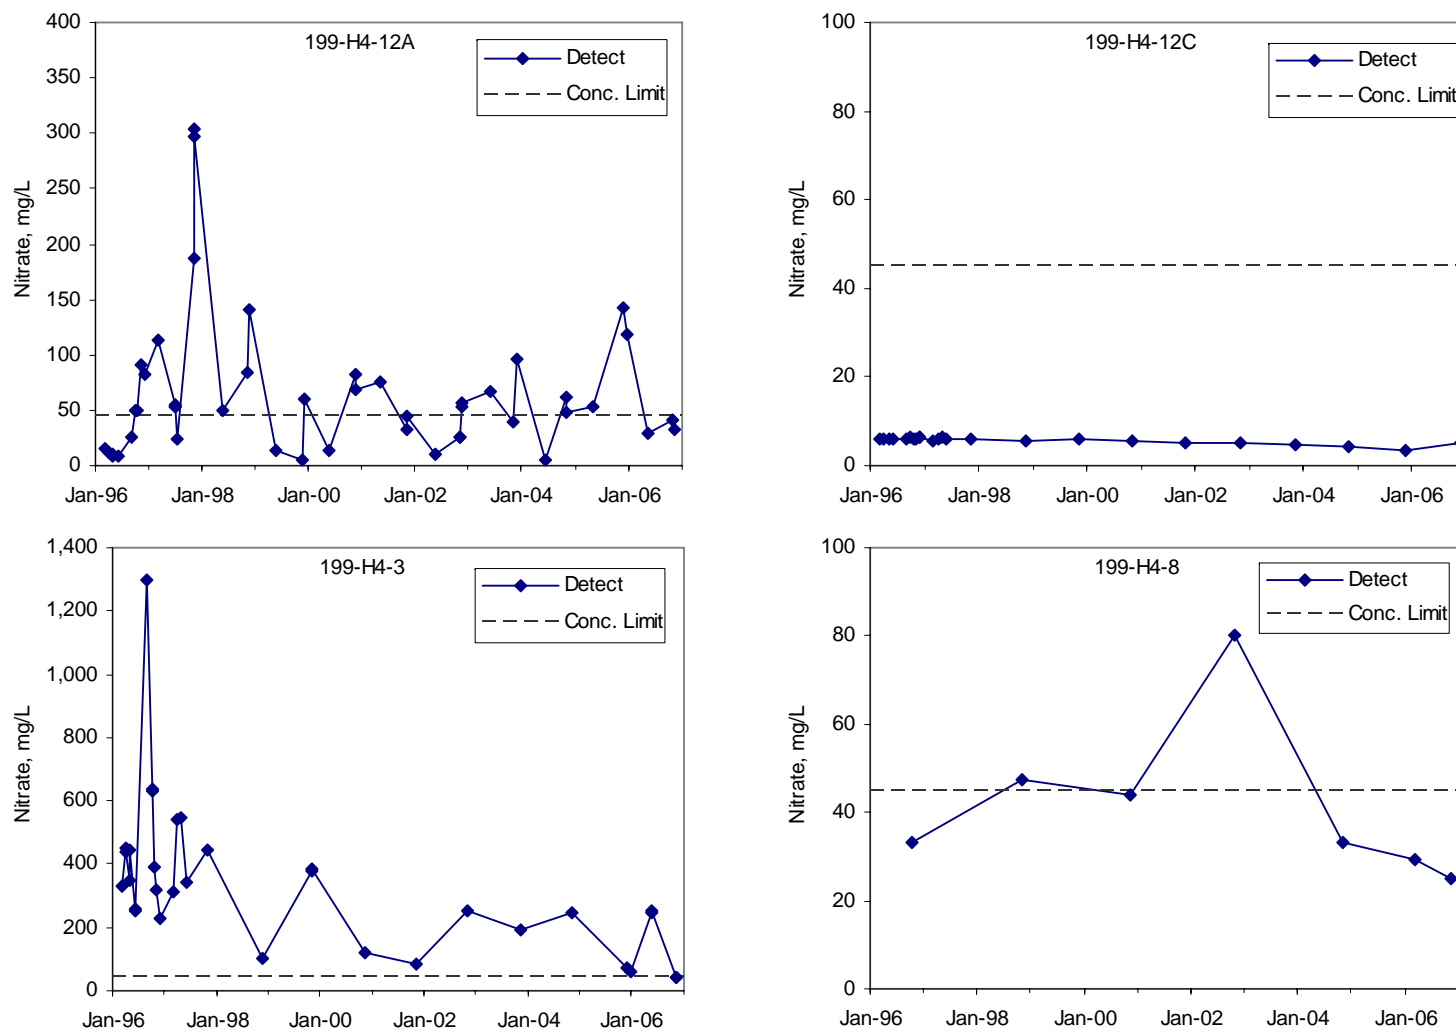 199-H4-12A
Detect
Conc. Limit
Nitrate, mg/L
400
350
300
250
200
150
100
50
0
Jan-96
Jan-98
Jan-00
Jan-02
Jan-04
Jan-06
199-H4-12C
Detect
Conc. Limit
Nitrate, mg/L
100
80
60
40
20
0
Jan-96
Jan-98
Jan-00
Jan-02
Jan-04
Jan-06
199-H4-3
Detect
Conc. Limit
Nitrate, mg/L
1,400
1,200
1,000
800
600
400
200
0
Jan-96
Jan-98
Jan-00
Jan-02
Jan-04
Jan-06
199-H4-8
Detect
Conc. Limit
Nitrate, mg/L
100
80
60
40
20
0
Jan-96
Jan-98
Jan-00
Jan-02
Jan-04
Jan-06